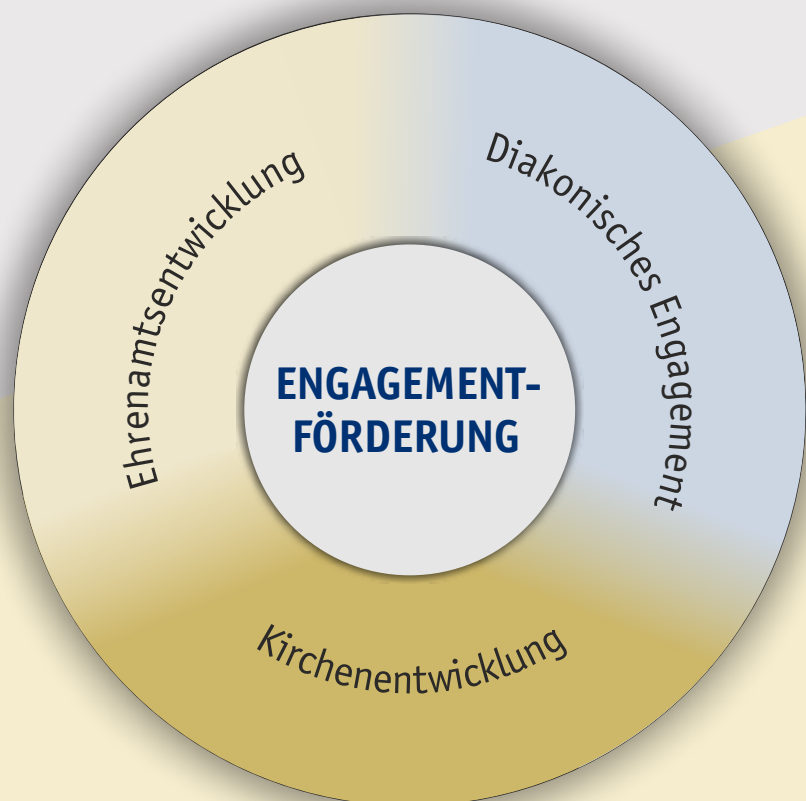 Ehrenamtsentwicklung
Diakonisches Engagement
ENGAGEMENT-
FÖRDERUNG
Kirchenentwicklung